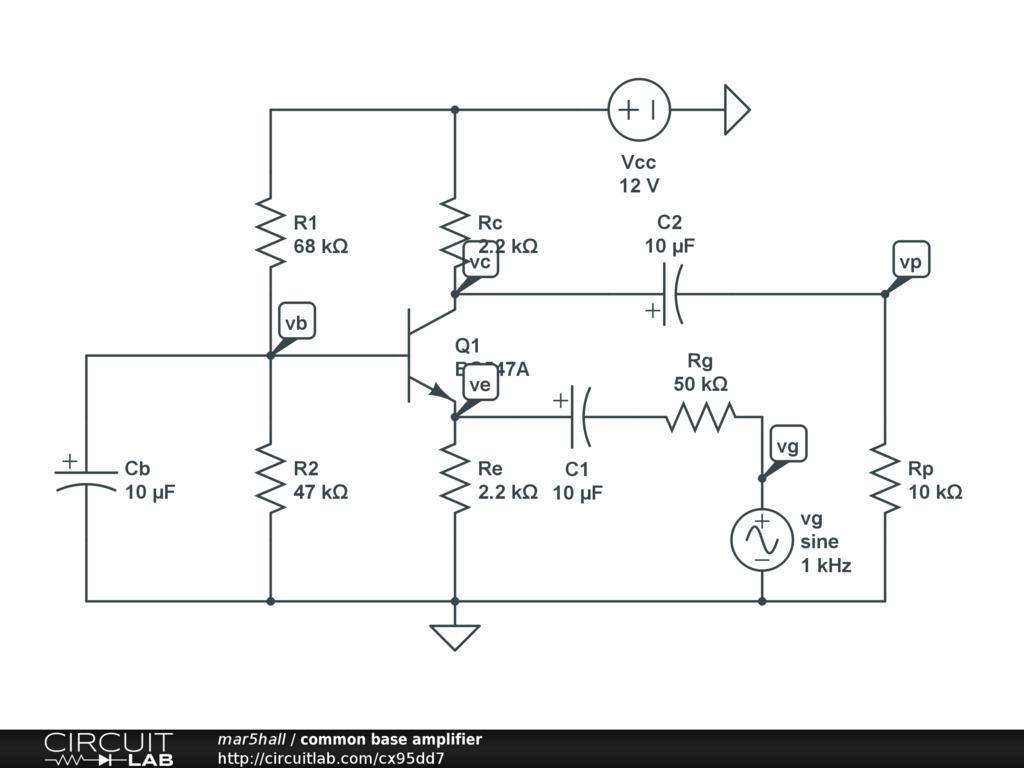 Vcc
12 V
R1
68 kΩ
Rc
2.2 kΩ
vc
C2
10 µF
vp
vb
Q1
ve
Rg
50 kΩ
vg
Cb
10 µF
R2
47 kΩ
Re
2.2 kΩ
C1
10 µF
Rp
10 kΩ
vg
sine
1 kHz
CIRCUIT
LAB
mar5hall / common base amplifier
http://circuitlab.com/cx95dd7